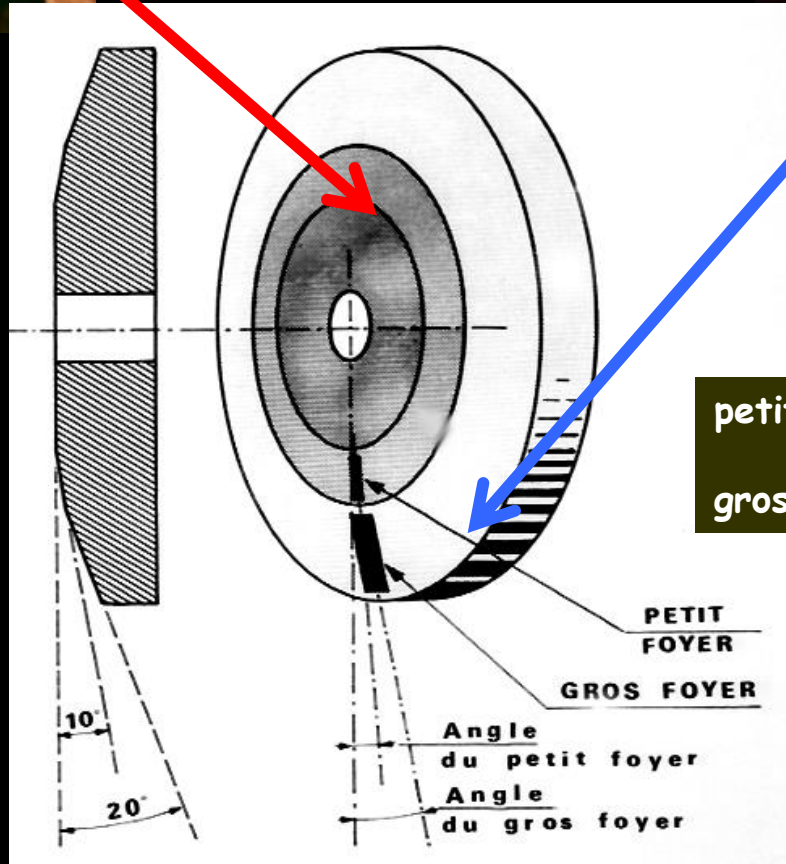 petit
gros
PETIT
FOYER
GROS FOYER
10°
20°
Angle
du petit foyer
Angle
du gros foyer